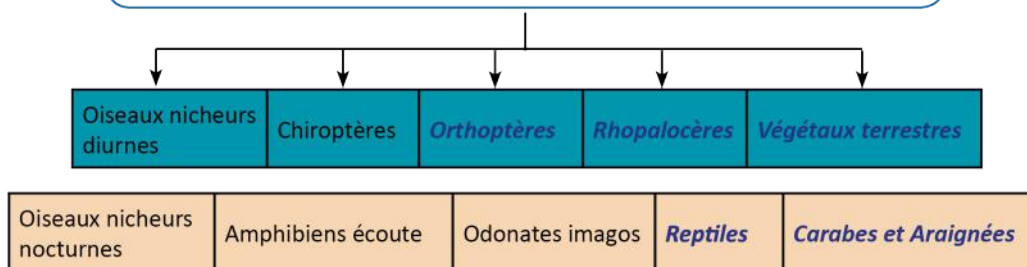 Oiseaux nicheurs
diurnes
Chiroptères
Orthoptères
Rhopalocères
Végétaux terrestres
Oiseaux nicheurs
nocturnes
Amphibiens écoute
Odonates imagos
Reptiles
Carabes et Araignées